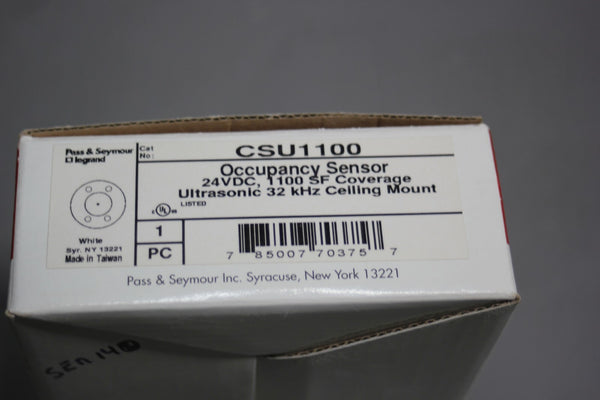 Pass & Seymour
legrand
Cat
No:
CSU1100
Occupancy Sensor
24VDC, 1100 SF Coverage
Ultrasonic 32 kHz Ceiling Mount
c UL us
LISTED
White
Syr. NY 13221
Made in Taiwan
1
PC
7 85007 70375 7
Pass & Seymour Inc. Syracuse, New York 13221